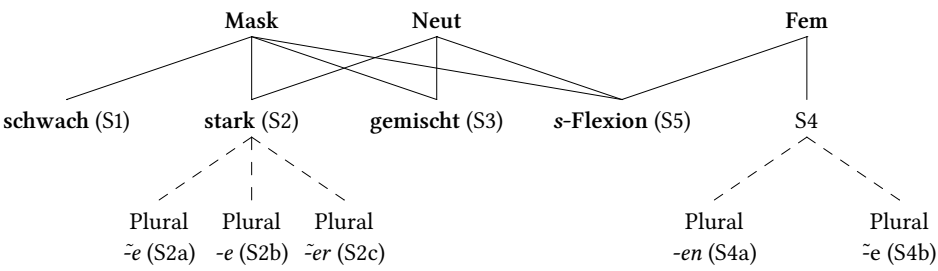 Mask Neut Fem
schwach (S1) stark (S2) gemischt (S3) s-Flexion (S5) S4
Plural Plural Plural Plural Plural
-̃e (S2a) -e (S2b) -̃er (S2c) -en (S4a) -̃e (S4b)